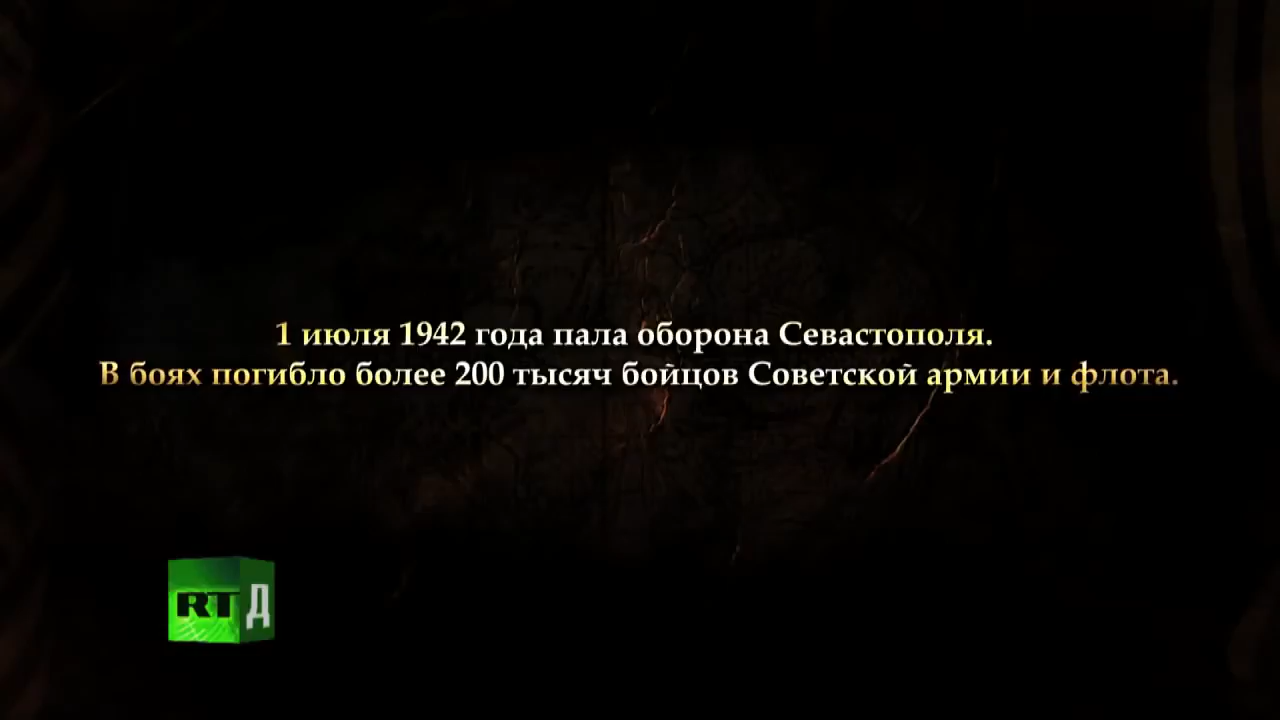 1 июля 1942 года пала оборона Севастополя.
В боях погибло более 200 тысяч бойцов Советской армии и флота.
RT Д